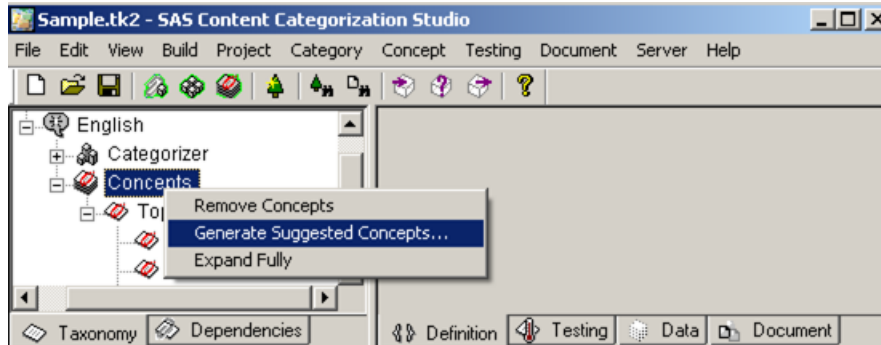 Sample.tk2 - SAS Content Categorization Studio
File Edit View Build Project Category Concept Testing Document Server Help
English
Categorizer
Concepts
Remove Concepts
Generate Suggested Concepts...
Expand Fully
Taxonomy Dependencies Definition Testing Data Document